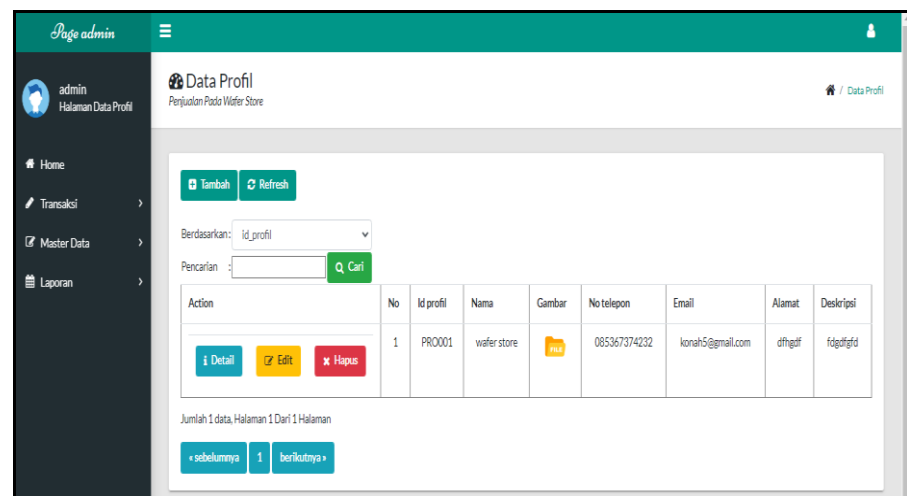 Page admin
admin
Halaman Data Profil
Home
Transaksi
Master Data
Laporan
Data Profil
Penjualan Pada Wafer Store
/ Data Profil
Tambah Refresh
Berdasarkan: id_profil
Pencarian : Cari
Action No Id profil Nama Gambar No telepon Email Alamat Deskripsi
Detail Edit Hapus 1 PRO001 wafer store FILE 085367374232 konah5@gmail.com dfhgdf fdgdfgfd
Jumlah 1 data, Halaman 1 Dari 1 Halaman
« sebelumnya 1 berikutnya »